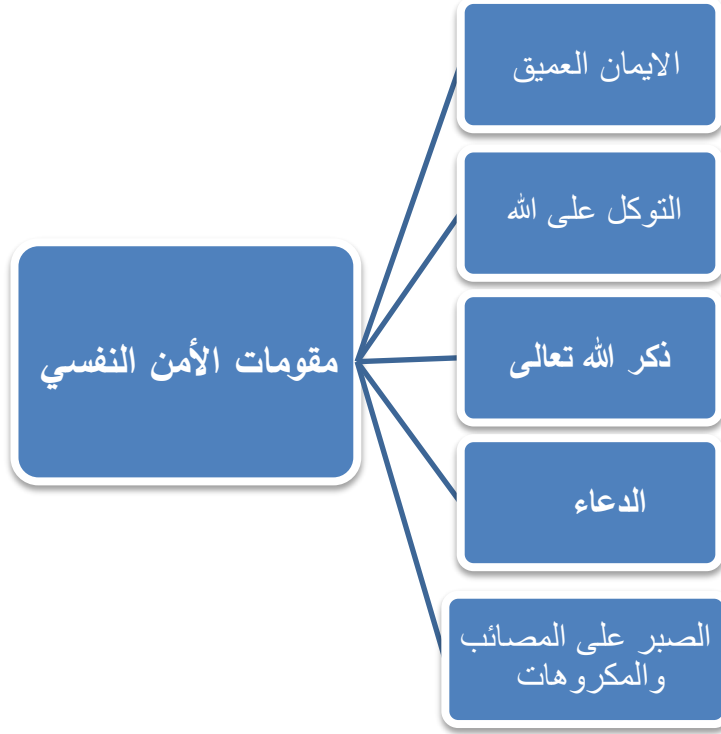 مقومات الأمن النفسي
الايمان العميق
التوكل على الله
ذكر الله تعالى
الدعاء
الصبر على المصائب
والمكروهات